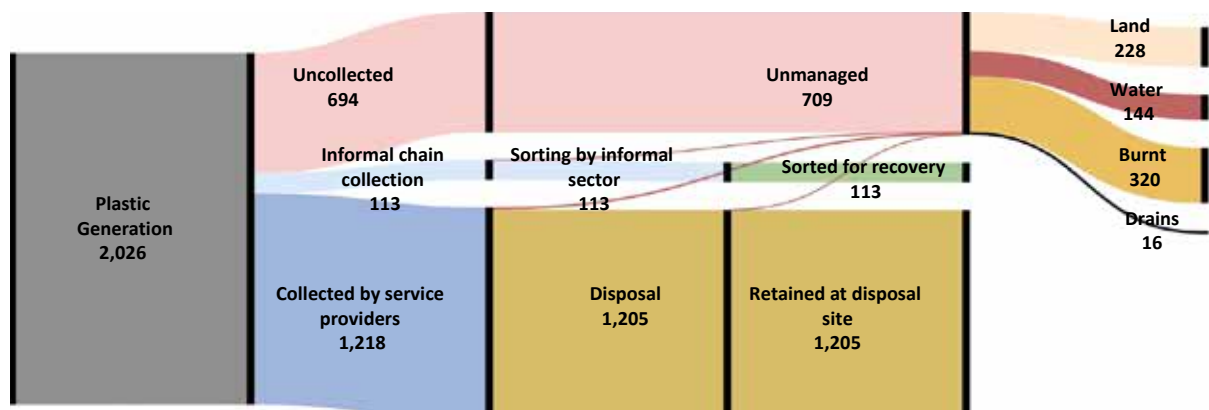 Plastic
Generation
2,026
Uncollected
694
Informal chain
collection
113
Collected by service
providers
1,218
Sorting by informal
sector
113
Disposal
1,205
Unmanaged
709
Sorted for recovery
113
Retained at disposal
site
1,205
Land
228
Water
144
Burnt
320
Drains
16